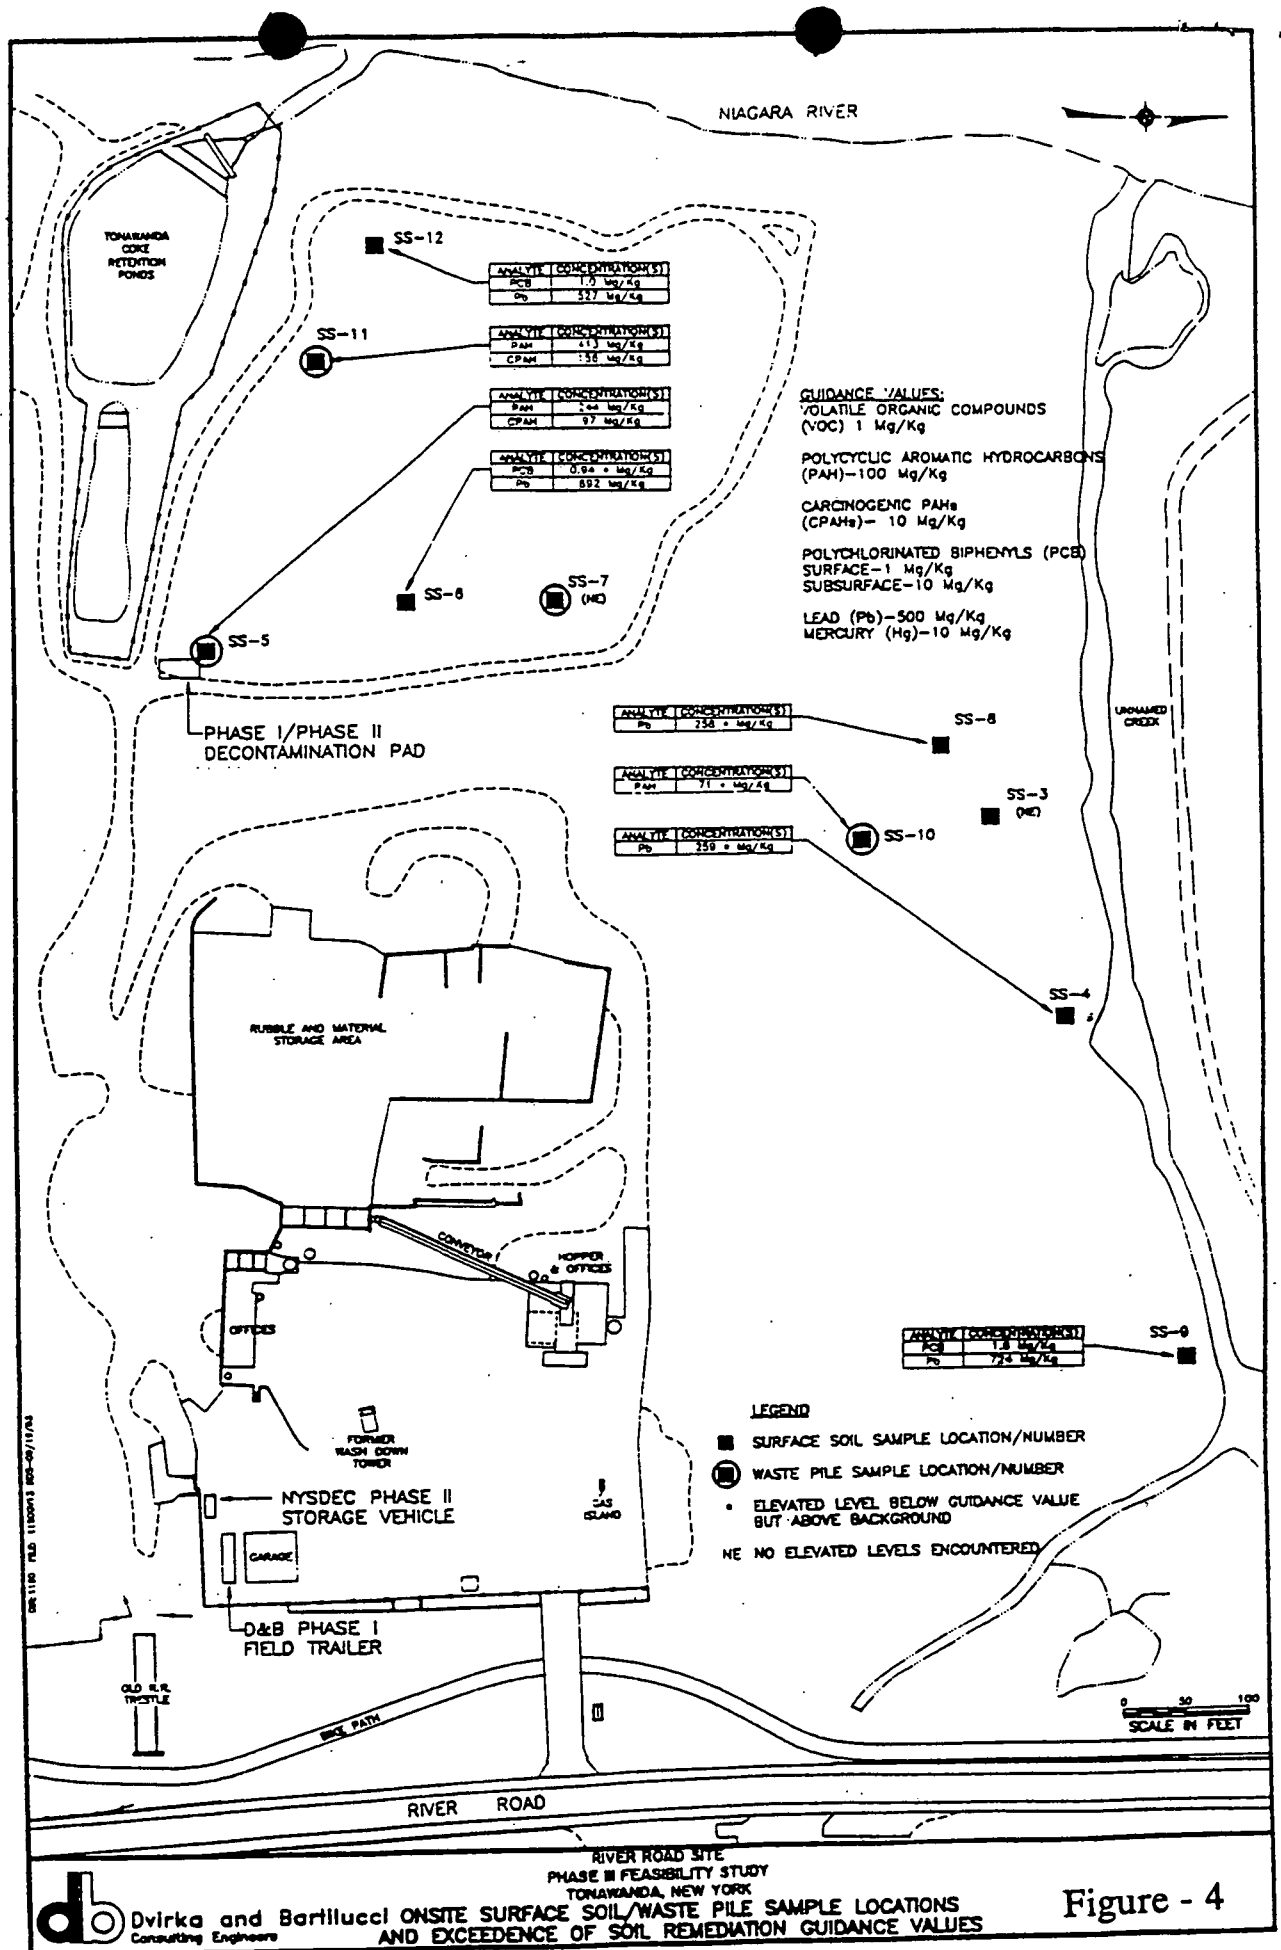 NIAGARA RIVER
TONAWANDA
COKE
RETENTION
PONDS
SS-12
ANALYTE CONCENTRATION(S)
PCB 1.0 Mg/Kg
Pb 527 Mg/Kg
SS-11
ANALYTE CONCENTRATION(S)
PAH 413 Mg/Kg
CPAH 156 Mg/Kg
ANALYTE CONCENTRATION(S)
PAH 244 Mg/Kg
CPAH 97 Mg/Kg
ANALYTE CONCENTRATION(S)
PCB 0.94 * Mg/Kg
Pb 892 Mg/Kg
GUIDANCE VALUES:
VOLATILE ORGANIC COMPOUNDS
(VOC) 1 Mg/Kg
POLYCYCLIC AROMATIC HYDROCARBONS
(PAH)-100 Mg/Kg
CARCINOGENIC PAHs
(CPAHs)- 10 Mg/Kg
POLYCHLORINATED BIPHENYLS (PCB)
SURFACE-1 Mg/Kg
SUBSURFACE-10 Mg/Kg
LEAD (Pb)-500 Mg/Kg
MERCURY (Hg)-10 Mg/Kg
SS-6
SS-7
(NE)
SS-5
PHASE I/PHASE II
DECONTAMINATION PAD
ANALYTE CONCENTRATION(S)
Pb 258 * Mg/Kg
SS-8
UNNAMED
CREEK
ANALYTE CONCENTRATION(S)
PAH 71 * Mg/Kg
SS-3
(NE)
SS-10
ANALYTE CONCENTRATION(S)
Pb 259 * Mg/Kg
SS-4
RUBBLE AND MATERIAL
STORAGE AREA
CONVEYOR
HOPPER
& OFFICES
OFFICES
ANALYTE CONCENTRATION(S)
PCB 1.8 Mg/Kg
Pb 724 Mg/Kg
SS-9
FORMER
WASH DOWN
TOWER
NYSDEC PHASE II
STORAGE VEHICLE
GAS
ISLAND
GARAGE
D&B PHASE I
FIELD TRAILER
LEGEND
SURFACE SOIL SAMPLE LOCATION/NUMBER
WASTE PILE SAMPLE LOCATION/NUMBER
* ELEVATED LEVEL BELOW GUIDANCE VALUE
BUT ABOVE BACKGROUND
NE NO ELEVATED LEVELS ENCOUNTERED
OLD R.R.
TRESTLE
BIKE PATH
0 50 100
SCALE IN FEET
RIVER ROAD
RIVER ROAD SITE
PHASE III FEASIBILITY STUDY
TONAWANDA, NEW YORK
db
Dvirka and Bartilucci
Consulting Engineers
ONSITE SURFACE SOIL/WASTE PILE SAMPLE LOCATIONS
AND EXCEEDENCE OF SOIL REMEDIATION GUIDANCE VALUES
Figure - 4